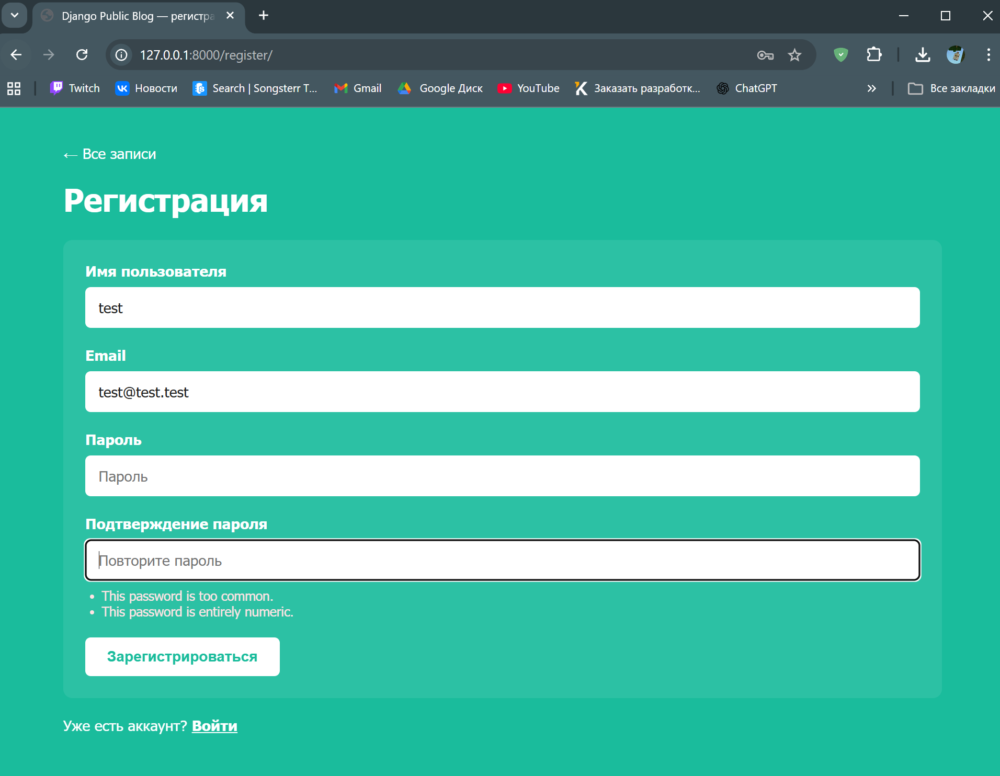 Django Public Blog — регистра
127.0.0.1:8000/register/
Twitch
Новости
Search | Songsterr T...
Gmail
Google Диск
YouTube
Заказать разработк...
ChatGPT
Все закладки
← Все записи
Регистрация
Имя пользователя
test
Email
test@test.test
Пароль
Пароль
Подтверждение пароля
Повторите пароль
• This password is too common.
• This password is entirely numeric.
Зарегистрироваться
Уже есть аккаунт? Войти